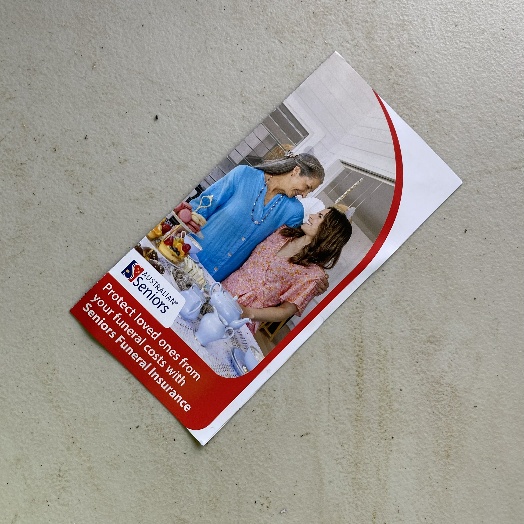 AUSTRALIAN
Seniors
Protect loved ones from
your funeral costs with
Seniors Funeral Insurance